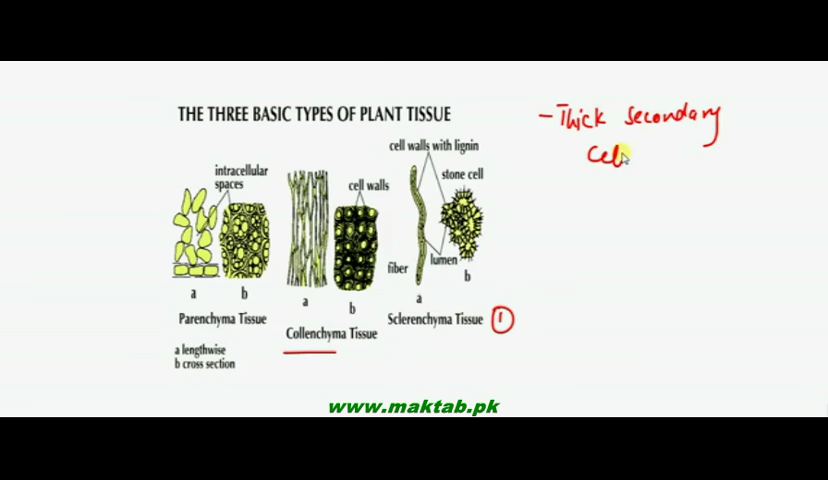 THE THREE BASIC TYPES OF PLANT TISSUE
- Thick secondary
cell
cell walls with lignin
intracellular
spaces
cell walls
stone cell
fiber
lumen
a
b
a
b
a
b
Parenchyma Tissue
Collenchyma Tissue
Sclerenchyma Tissue
1
a lengthwise
b cross section
www.maktab.pk